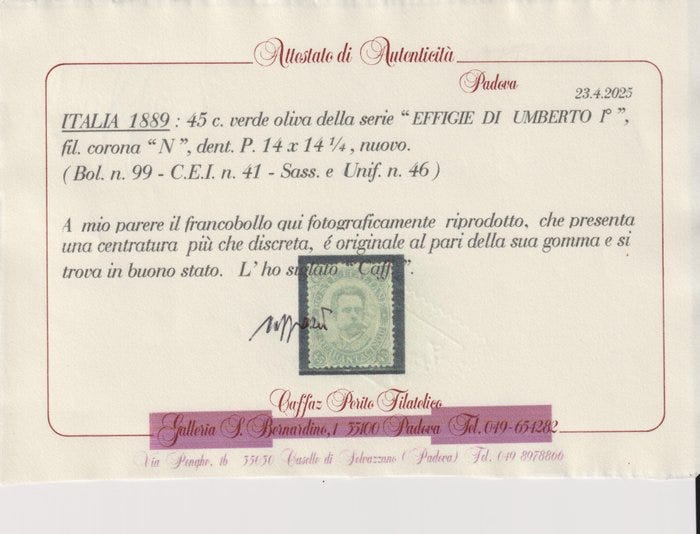 Attestato di Autenticità
Padova
23.4.2025
ITALIA 1889 : 45 c. verde oliva della serie “EFFIGIE DI UMBERTO I° ”,
fil. corona “N”, dent. P. 14 x 14 ¼, nuovo.
( Bol. n. 99 - C.E.I. n. 41 - Sass. e Unif. n. 46 )
A mio parere il francobollo qui fotograficamente riprodotto, che presenta
una centratura più che discreta, é originale al pari della sua gomma e si
trova in buono stato. L' ho siglato “Caffaz”.
Caffaz Perito Filatelico
Galleria S. Bernardino,1 35100 Padova Tel. 049-654282
Via Ponghe, 16 35030 Caselle di Selvazzano (Padova) Tel. 049 8978866